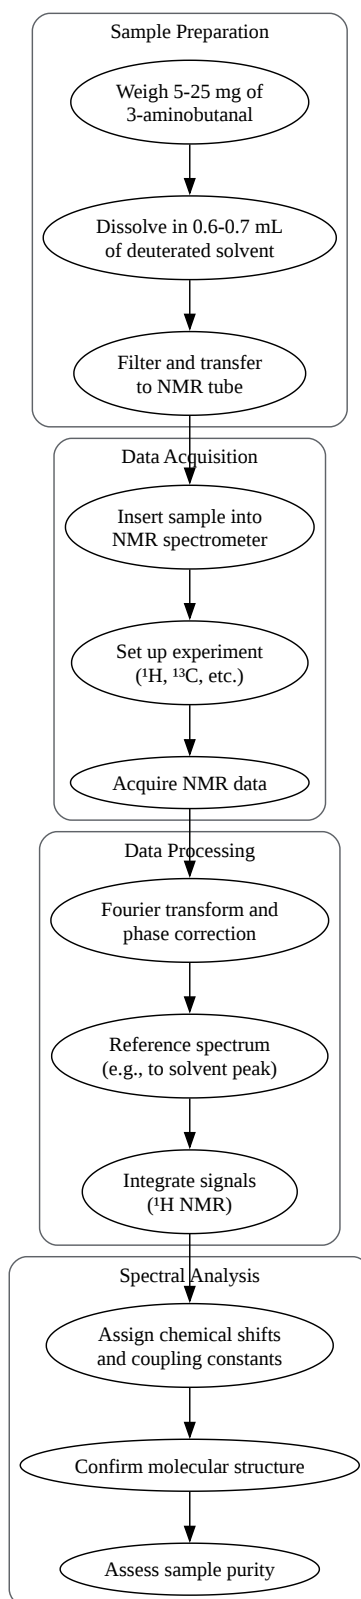 Sample Preparation
Weigh 5-25 mg of
3-aminobutanal
Dissolve in 0.6-0.7 mL
of deuterated solvent
Filter and transfer
to NMR tube
Data Acquisition
Insert sample into
NMR spectrometer
Set up experiment
(¹H, ¹³C, etc.)
Acquire NMR data
Data Processing
Fourier transform and
phase correction
Reference spectrum
(e.g., to solvent peak)
Integrate signals
(¹H NMR)
Spectral Analysis
Assign chemical shifts
and coupling constants
Confirm molecular structure
Assess sample purity